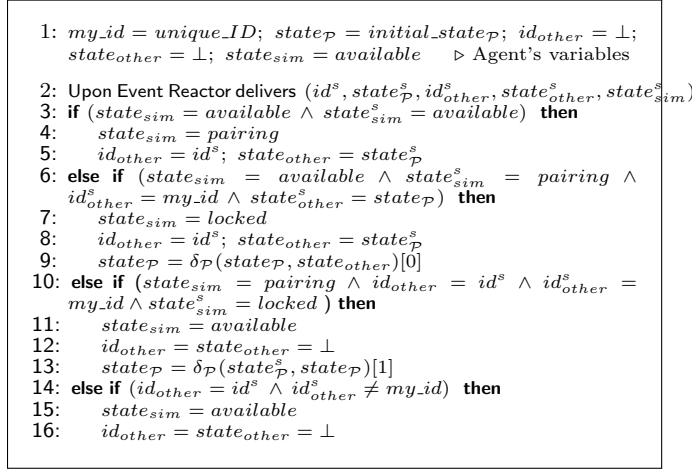 1: my_id = unique_ID; state_𝒫 = initial_state_𝒫; id_other = ⊥;
state_other = ⊥; state_sim = available ▷ Agent's variables
2: Upon Event Reactor delivers (id^s, state^s_𝒫, id^s_other, state^s_other, state^s_sim)
3: if (state_sim = available ∧ state^s_sim = available) then
4: state_sim = pairing
5: id_other = id^s; state_other = state^s_𝒫
6: else if (state_sim = available ∧ state^s_sim = pairing ∧
id^s_other = my_id ∧ state^s_other = state_𝒫) then
7: state_sim = locked
8: id_other = id^s; state_other = state^s_𝒫
9: state_𝒫 = δ_𝒫(state_𝒫, state_other)[0]
10: else if (state_sim = pairing ∧ id_other = id^s ∧ id^s_other =
my_id ∧ state^s_sim = locked ) then
11: state_sim = available
12: id_other = state_other = ⊥
13: state_𝒫 = δ_𝒫(state^s_𝒫, state_𝒫)[1]
14: else if (id_other = id^s ∧ id^s_other ≠ my_id) then
15: state_sim = available
16: id_other = state_other = ⊥